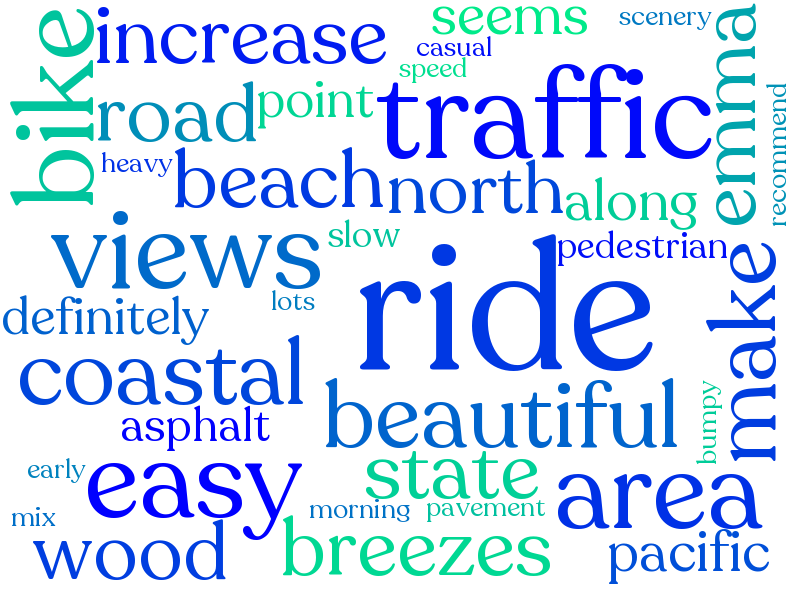 bike
increase
seems
scenery
casual
speed
emma
recommend
road
point
traffic
heavy
beach
north
along
views
slow
pedestrian
ride
make
lots
definitely
coastal
beautiful
bumpy
asphalt
easy
state
area
early
mix
morning
pavement
wood
breezes
pacific